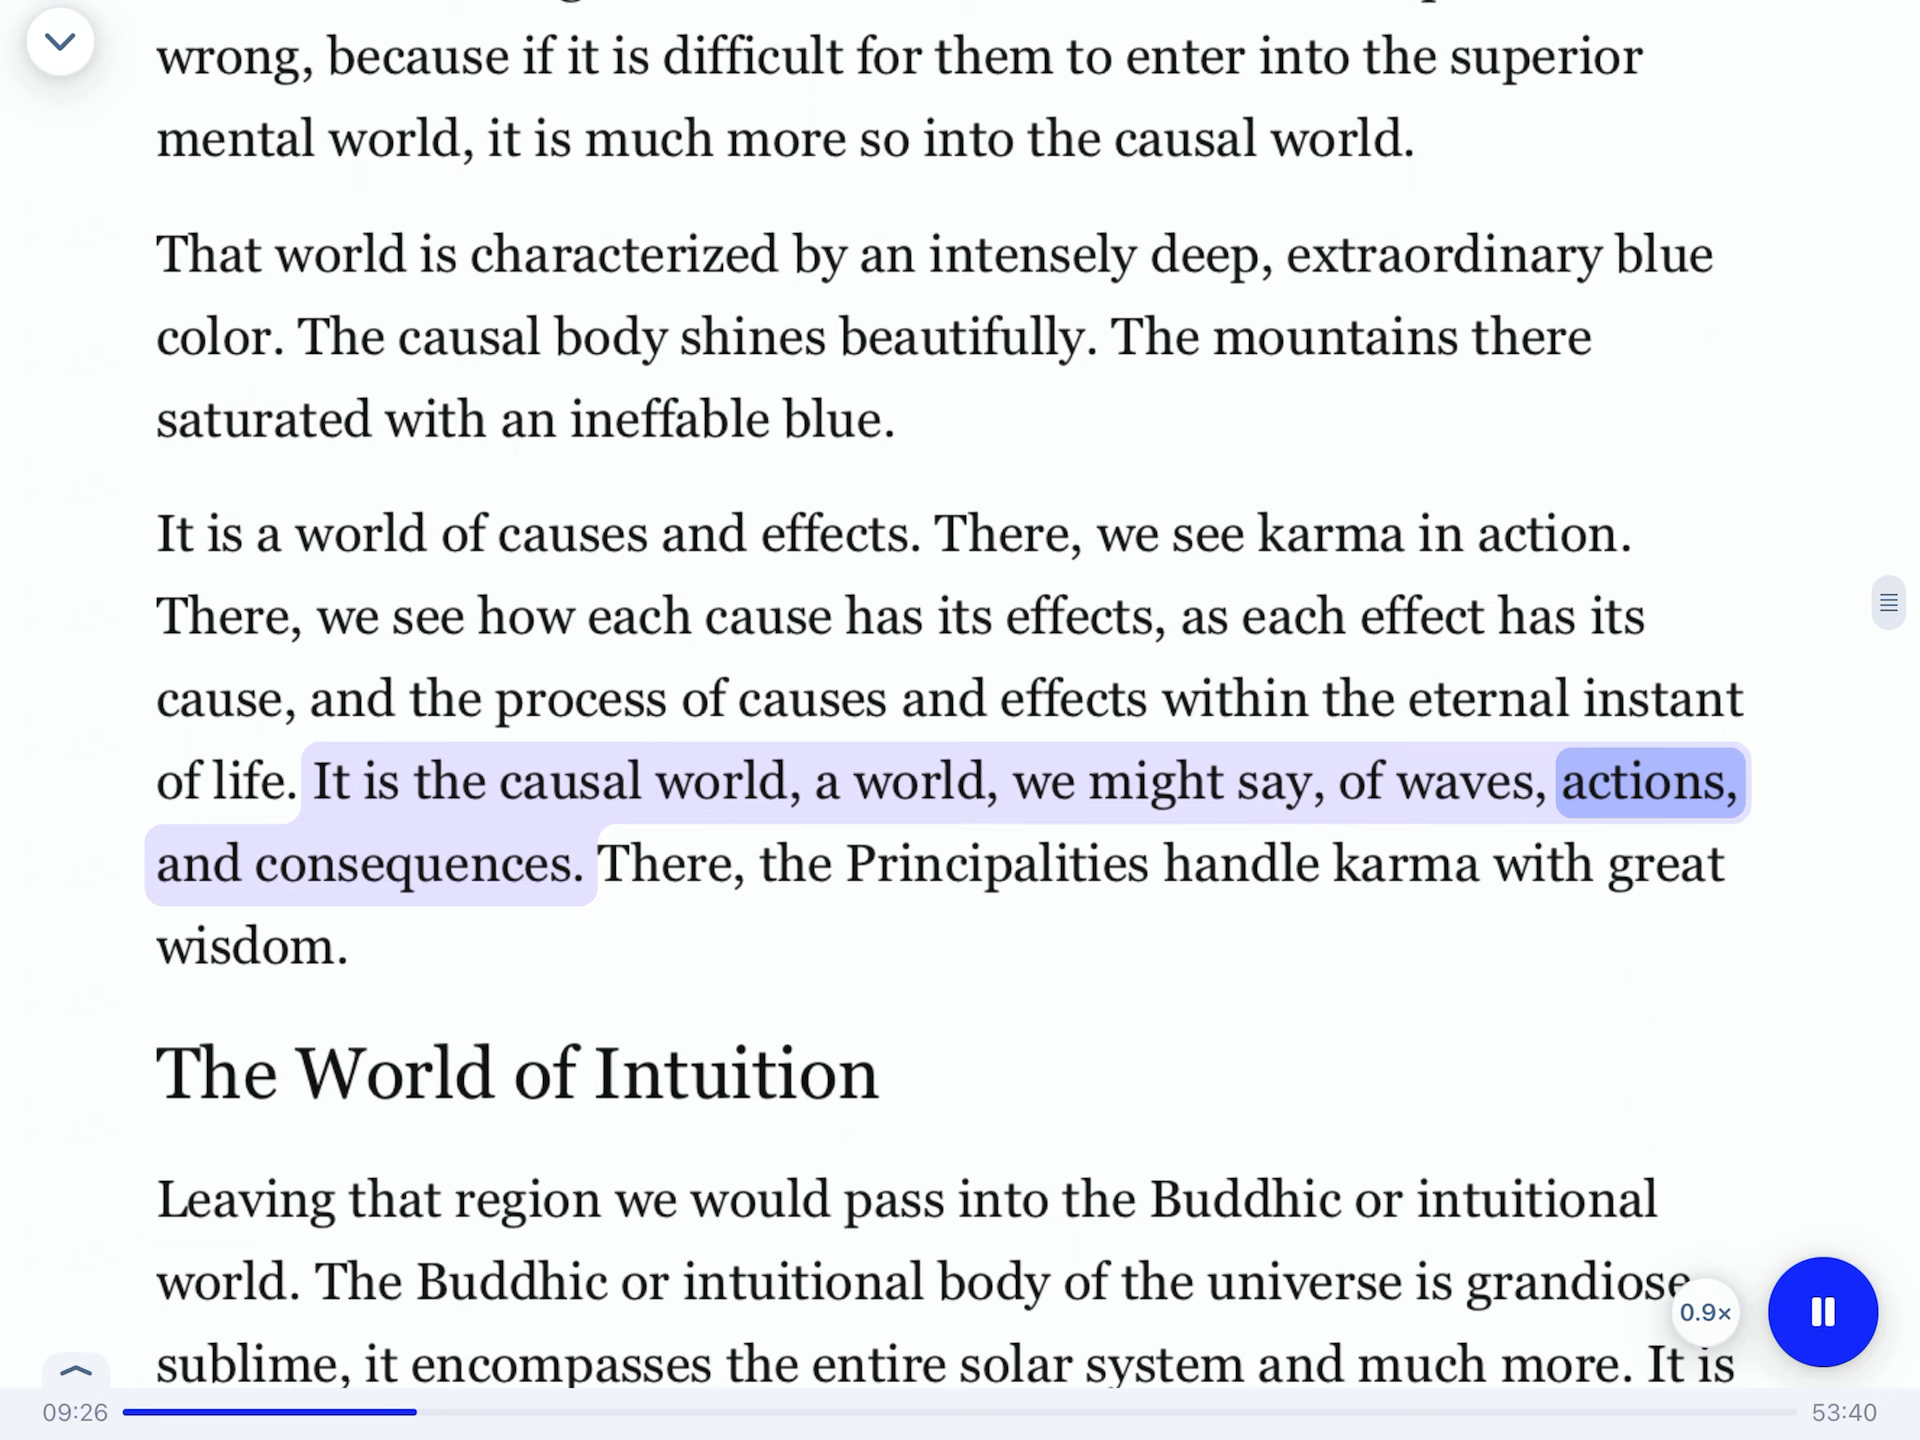 wrong, because if it is difficult for them to enter into the superior
mental world, it is much more so into the causal world.
That world is characterized by an intensely deep, extraordinary blue
color. The causal body shines beautifully. The mountains there
saturated with an ineffable blue.
It is a world of causes and effects. There, we see karma in action.
There, we see how each cause has its effects, as each effect has its
cause, and the process of causes and effects within the eternal instant
of life. It is the causal world, a world, we might say, of waves, actions,
and consequences. There, the Principalities handle karma with great
wisdom.
The World of Intuition
Leaving that region we would pass into the Buddhic or intuitional
world. The Buddhic or intuitional body of the universe is grandiose
0.9×
sublime, it encompasses the entire solar system and much more. It is
09:26
53:40